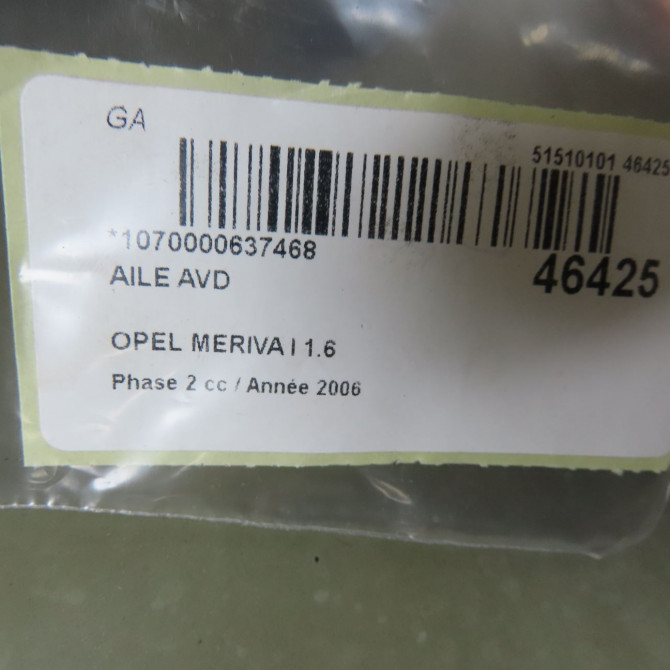 GA
51510101 46425
*1070000637468
46425
AILE AVD
OPEL MERIVA I 1.6
Phase 2 cc / Année 2006